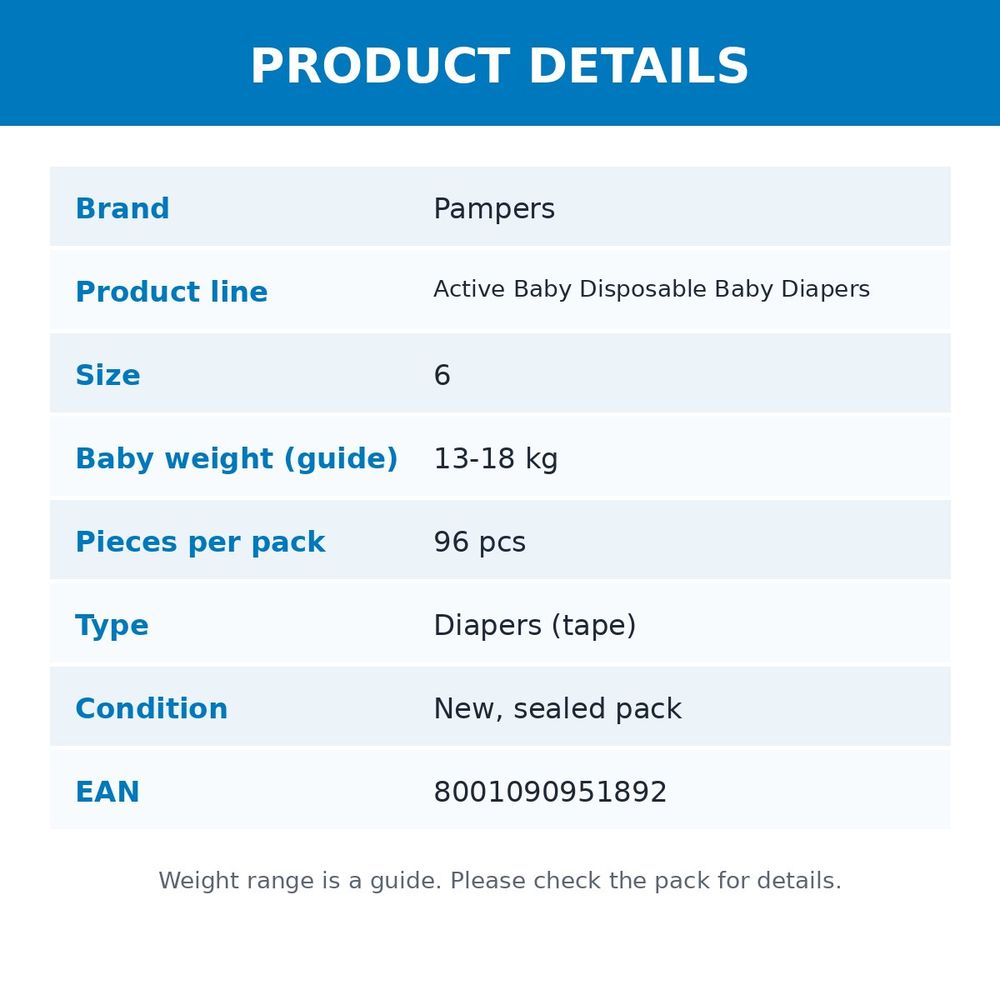 PRODUCT DETAILS
Brand Pampers
Product line Active Baby Disposable Baby Diapers
Size 6
Baby weight (guide) 13-18 kg
Pieces per pack 96 pcs
Type Diapers (tape)
Condition New, sealed pack
EAN 8001090951892
Weight range is a guide. Please check the pack for details.